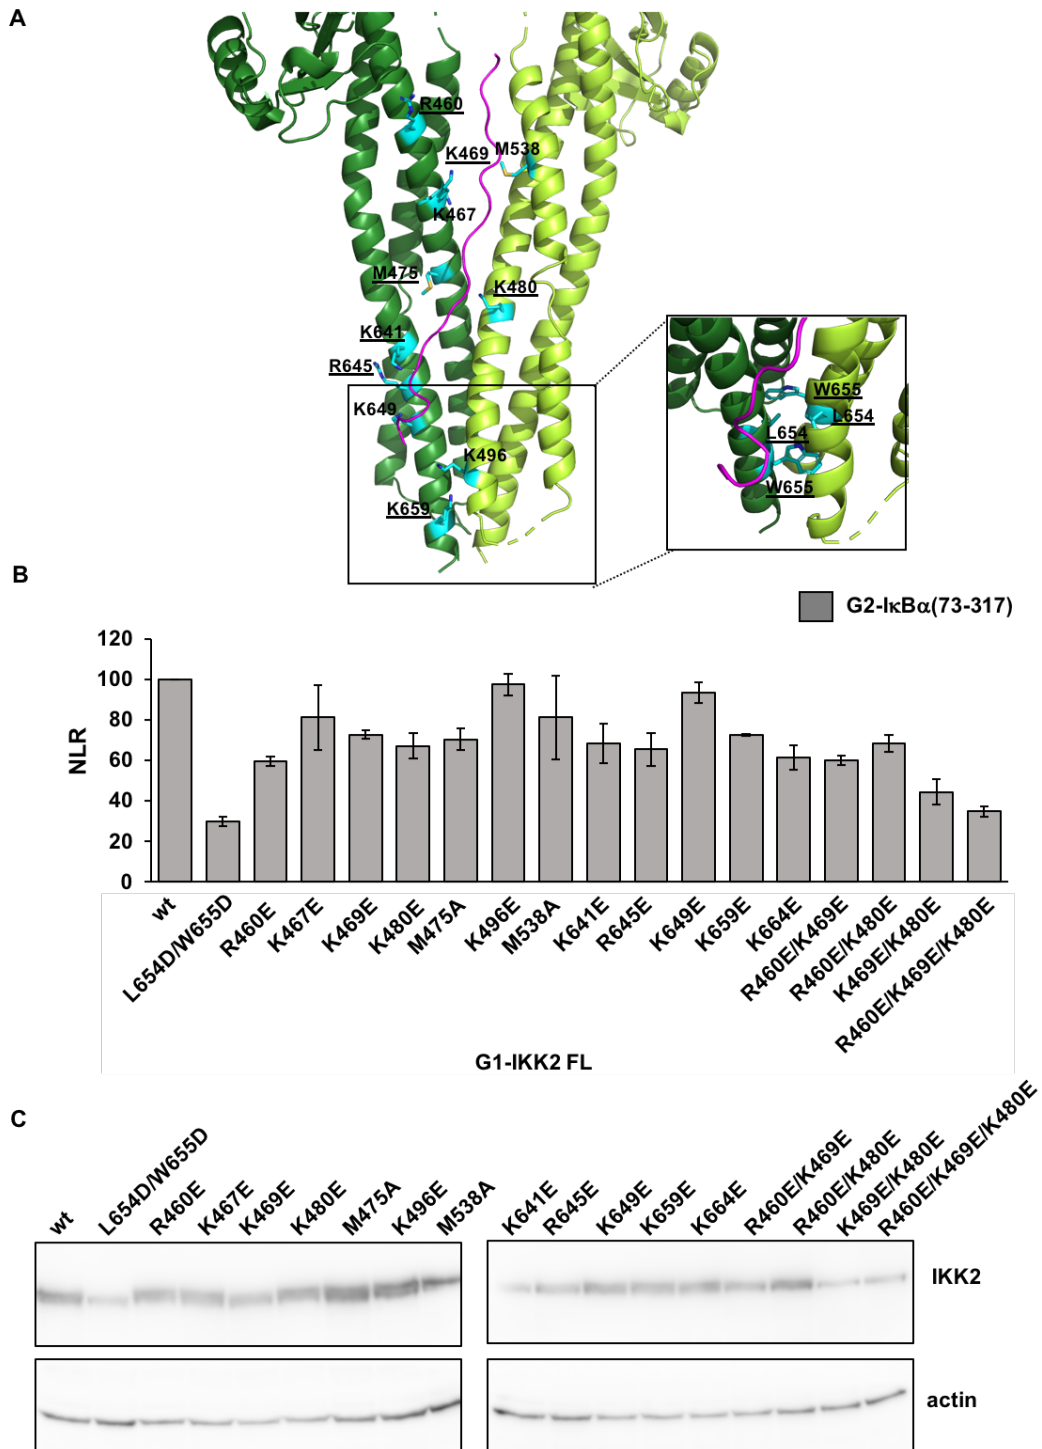 A
R460
K469
M538
K467
M475
K480
K641
R645
K649
K496
K659
W655
L654
L654
W655
B
G2-IκBα(73-317)
120
100
80
60
40
20
0
NLR
wt
L654D/W655D
R460E
K467E
K469E
K480E
M475A
K496E
M538A
K641E
R645E
K649E
K659E
K664E
R460E/K469E
R460E/K480E
K469E/K480E
R460E/K469E/K480E
G1-IKK2 FL
C
wt
L654D/W655D
R460E
K467E
K469E
K480E
M475A
K496E
M538A
K641E
R645E
K649E
K659E
K664E
R460E/K469E
R460E/K480E
K469E/K480E
R460E/K469E/K480E
IKK2
actin